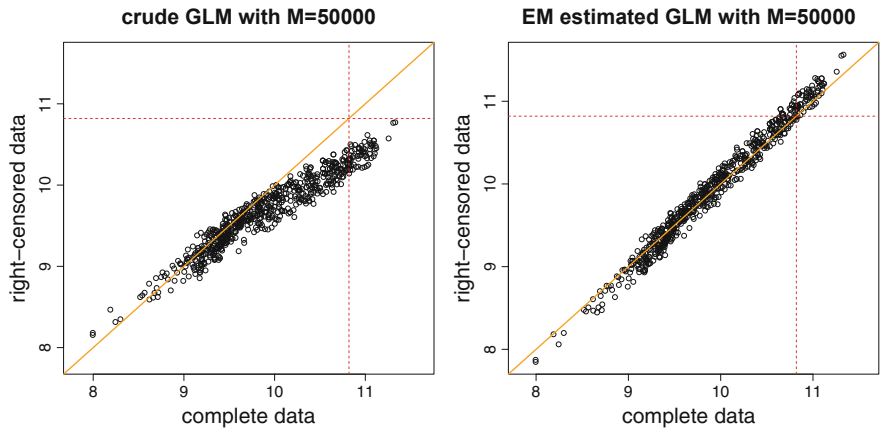 crude GLM with M=50000
right−censored data
11
10
9
8
8 9 10 11
complete data
EM estimated GLM with M=50000
right−censored data
11
10
9
8
8 9 10 11
complete data